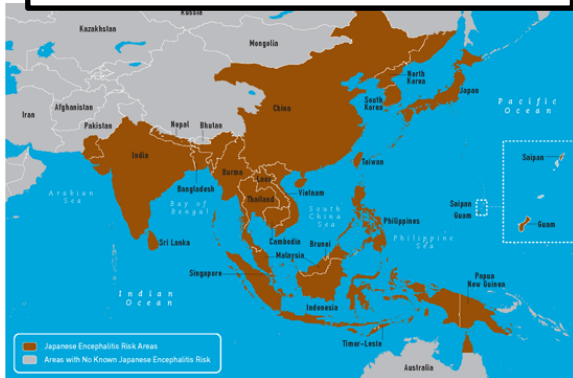 Russia
Kazakhstan
Mongolia
North
Korea
Afghanistan
China
Japan
Iran
South
Korea
Pacific
Ocean
Nepal
Bhutan
Pakistan
India
Taiwan
Saipan
Burma
Laos
Bangladesh
Vietnam
Arabian
Sea
Bay of
Bengal
Thailand
South
China
Sea
Saipan
Guam
Guam
Philippines
Philippine
Sea
Cambodia
Sri Lanka
Malaysia
Brunei
Singapore
Papua
New Guinea
Indian
Ocean
Indonesia
Timor-Leste
Japanese Encephalitis Risk Areas
Areas with No Known Japanese Encephalitis Risk
Australia